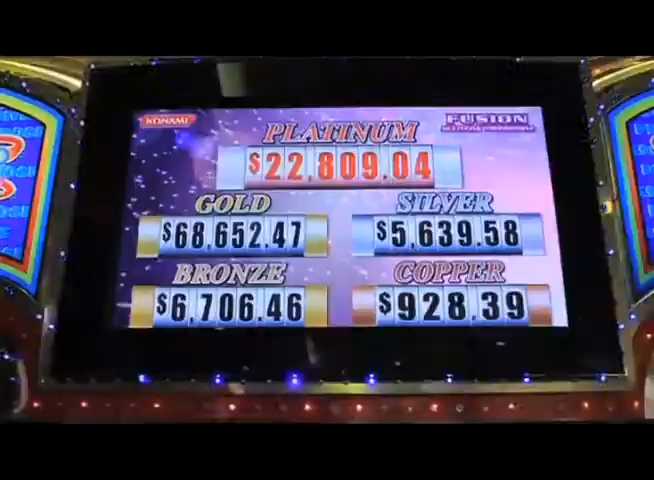 KONAMI
FUSION
PLATINUM
$22,809.04
GOLD
$68,652.47
SILVER
$5,639.58
BRONZE
$6,706.46
COPPER
$928.39